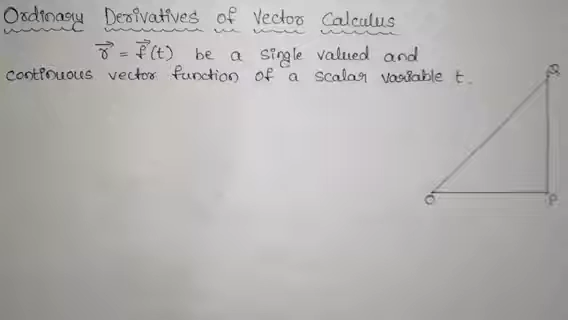 Ordinary Derivatives of Vector Calculus
r⃗ = f⃗(t) be a single valued and
continuous vector function of a scalar variable t.
Q
O P